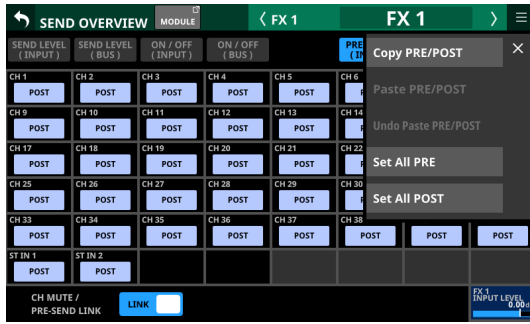 SEND OVERVIEW
MODULE
FX 1
FX 1
SEND LEVEL
( INPUT )
SEND LEVEL
( BUS )
ON / OFF
( INPUT )
ON / OFF
( BUS )
PRE
Copy PRE/POST
Paste PRE/POST
Undo Paste PRE/POST
Set All PRE
Set All POST
CH 1
CH 2
CH 3
CH 4
CH 5
CH 6
POST
POST
POST
POST
POST
CH 9
CH 10
CH 11
CH 12
CH 13
CH 14
POST
POST
POST
POST
POST
CH 17
CH 18
CH 19
CH 20
CH 21
CH 22
POST
POST
POST
POST
POST
CH 25
CH 26
CH 27
CH 28
CH 29
CH 30
POST
POST
POST
POST
POST
CH 33
CH 34
CH 35
CH 36
CH 37
CH 38
POST
POST
POST
POST
POST
POST
POST
POST
ST IN 1
ST IN 2
POST
POST
CH MUTE /
PRE-SEND LINK
LINK
FX 1
INPUT LEVEL
0.00